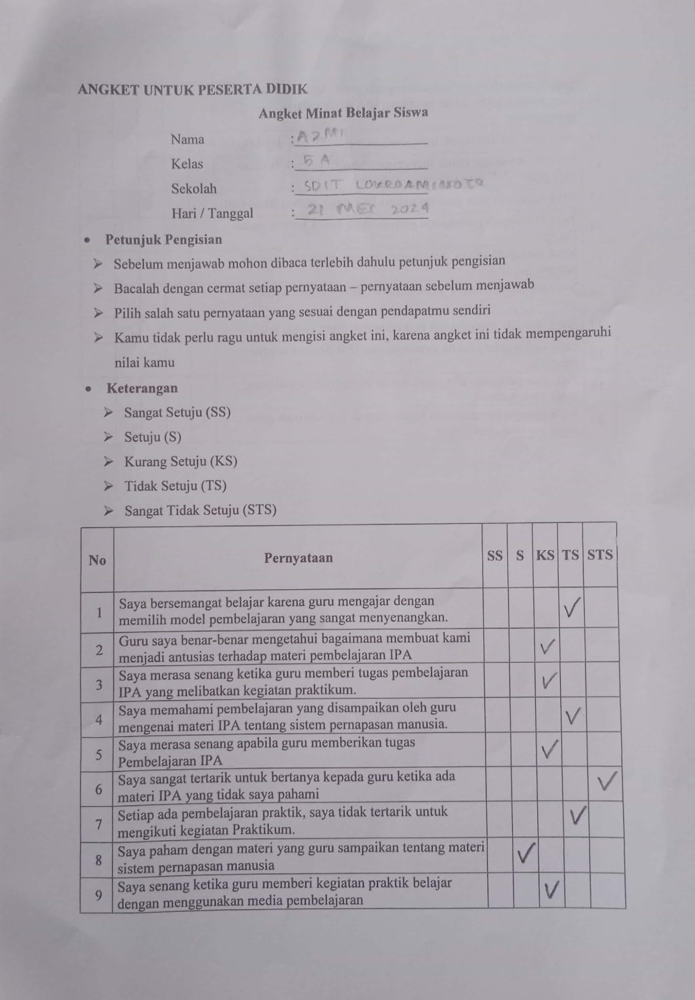 ANGKET UNTUK PESERTA DIDIK
Angket Minat Belajar Siswa
Nama : AZMI
Kelas : 5 A
Sekolah : SDIT
Hari / Tanggal : 21 MEI 2024
• Petunjuk Pengisian
➢ Sebelum menjawab mohon dibaca terlebih dahulu petunjuk pengisian
➢ Bacalah dengan cermat setiap pernyataan – pernyataan sebelum menjawab
➢ Pilih salah satu pernyataan yang sesuai dengan pendapatmu sendiri
➢ Kamu tidak perlu ragu untuk mengisi angket ini, karena angket ini tidak mempengaruhi
nilai kamu
• Keterangan
➢ Sangat Setuju (SS)
➢ Setuju (S)
➢ Kurang Setuju (KS)
➢ Tidak Setuju (TS)
➢ Sangat Tidak Setuju (STS)
No Pernyataan SS S KS TS STS
1 Saya bersemangat belajar karena guru mengajar dengan
memilih model pembelajaran yang sangat menyenangkan. ✓
2 Guru saya benar-benar mengetahui bagaimana membuat kami
menjadi antusias terhadap materi pembelajaran IPA ✓
3 Saya merasa senang ketika guru memberi tugas pembelajaran
IPA yang melibatkan kegiatan praktikum. ✓
4 Saya memahami pembelajaran yang disampaikan oleh guru
mengenai materi IPA tentang sistem pernapasan manusia. ✓
5 Saya merasa senang apabila guru memberikan tugas
Pembelajaran IPA ✓
6 Saya sangat tertarik untuk bertanya kepada guru ketika ada
materi IPA yang tidak saya pahami ✓
7 Setiap ada pembelajaran praktik, saya tidak tertarik untuk
mengikuti kegiatan Praktikum. ✓
8 Saya paham dengan materi yang guru sampaikan tentang materi
sistem pernapasan manusia ✓
9 Saya senang ketika guru memberi kegiatan praktik belajar
dengan menggunakan media pembelajaran ✓